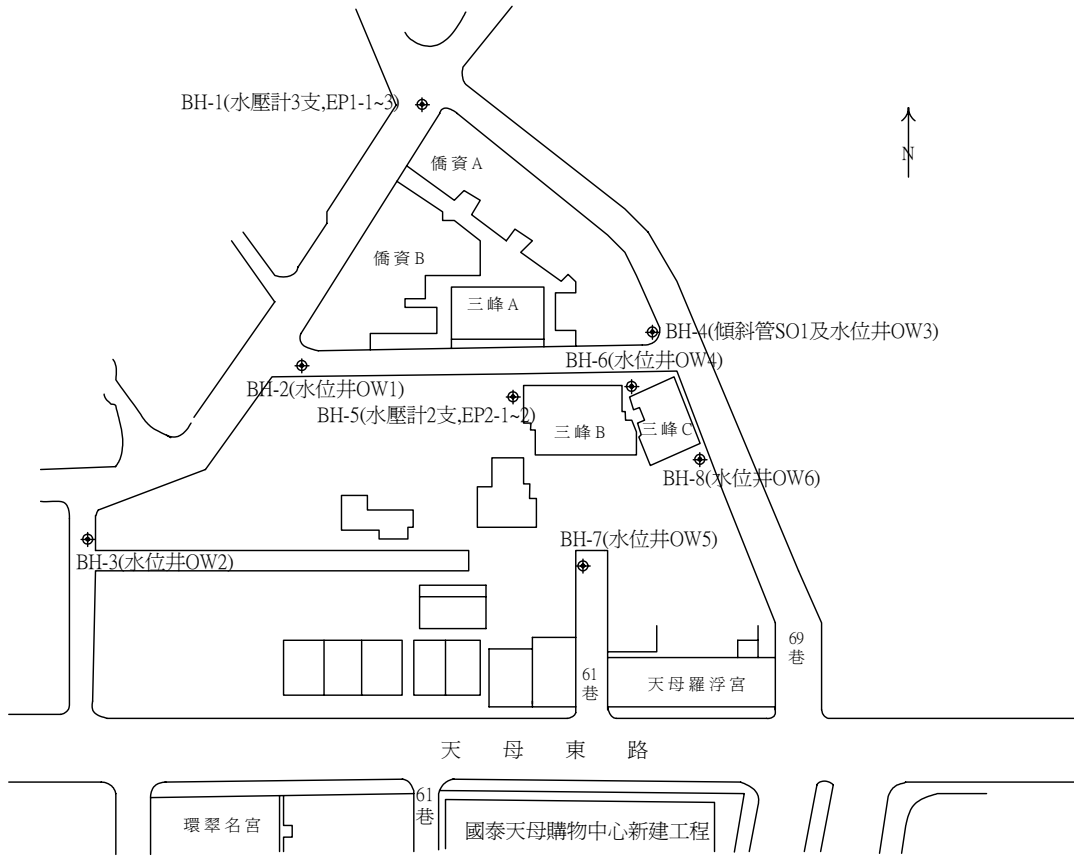 BH-1(水壓計3支,EP1-1~3)
N
僑資A
僑資B
三峰A
BH-4(傾斜管SO1及水位井OW3)
BH-6(水位井OW4)
BH-2(水位井OW1)
BH-5(水壓計2支,EP2-1~2)
三峰B
三峰C
BH-8(水位井OW6)
BH-7(水位井OW5)
BH-3(水位井OW2)
69
巷
61
巷
天母羅浮宮
天母東路
61
巷
環翠名宮
國泰天母購物中心新建工程